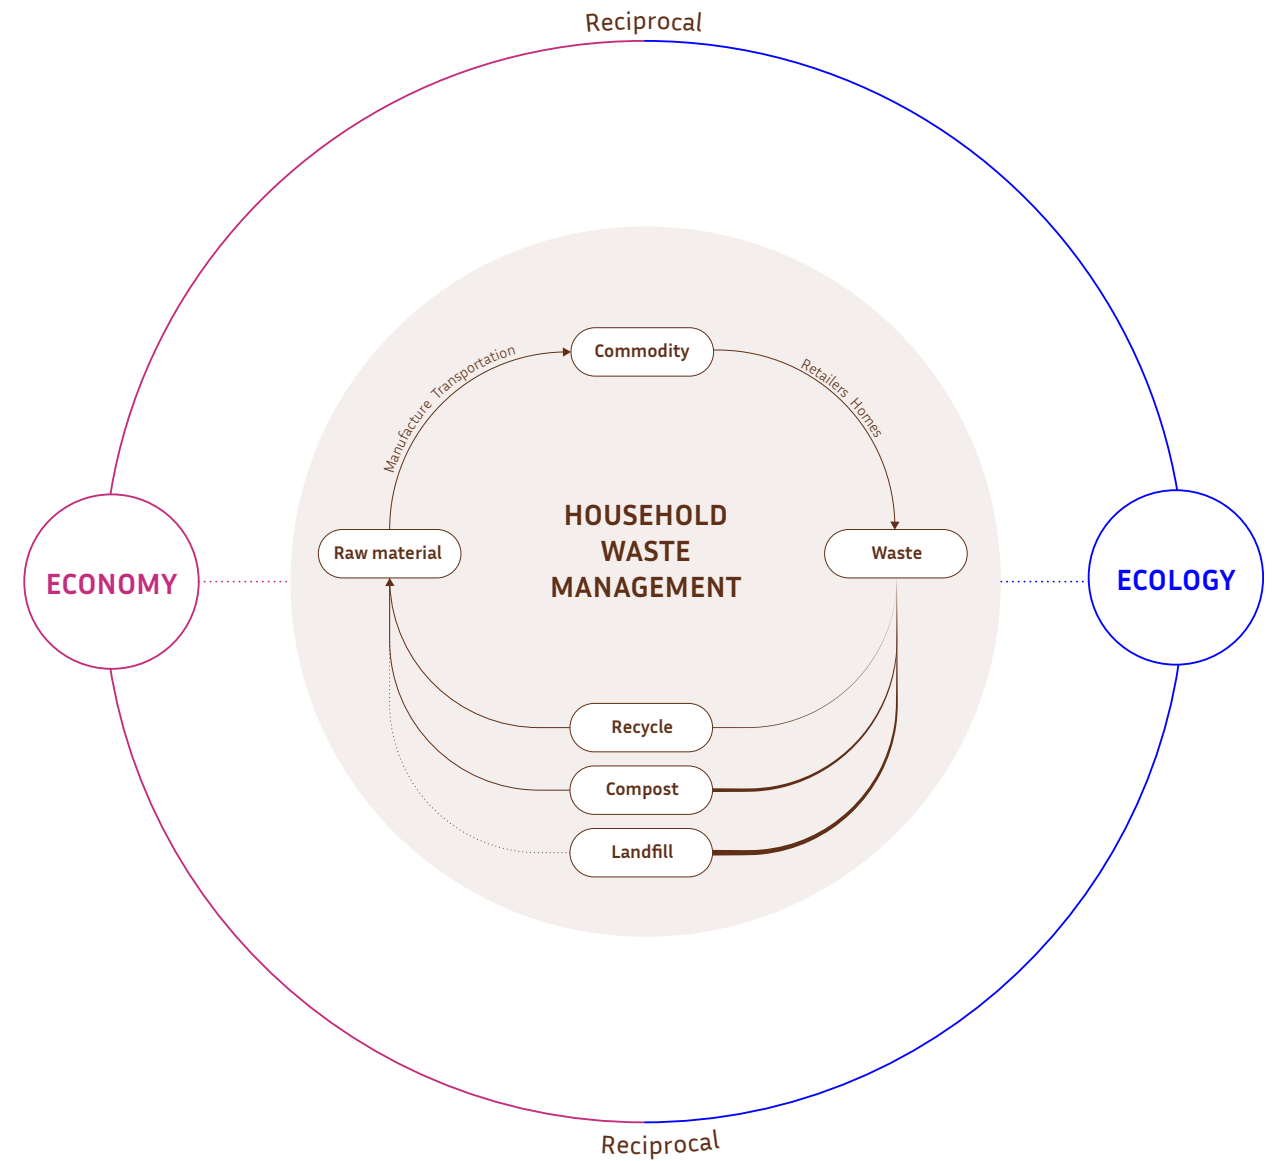 Reciprocal
Commodity
Manufacture Transportation
Retailers Homes
HOUSEHOLD
WASTE
MANAGEMENT
Raw material
Waste
ECONOMY
ECOLOGY
Recycle
Compost
Landfill
Reciprocal